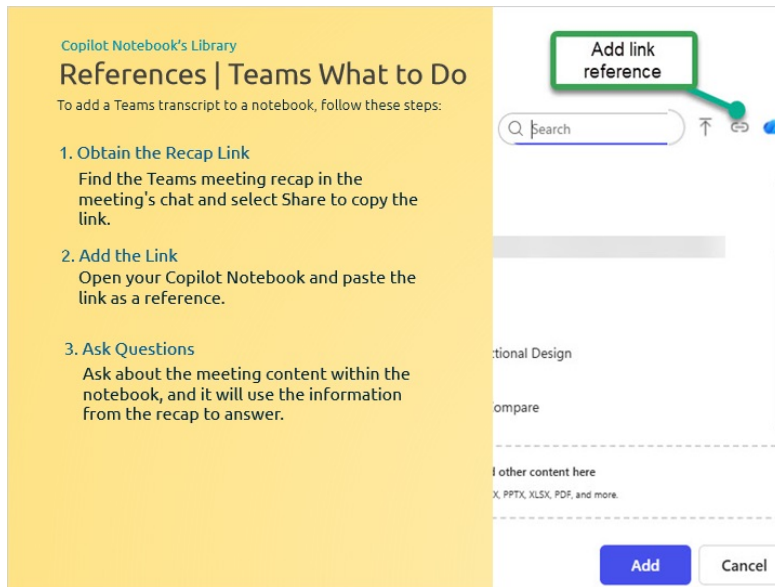 Copilot Notebook's Library
References | Teams What to Do
To add a Teams transcript to a notebook, follow these steps:
1. Obtain the Recap Link
Find the Teams meeting recap in the
meeting's chat and select Share to copy the
link.
2. Add the Link
Open your Copilot Notebook and paste the
link as a reference.
3. Ask Questions
Ask about the meeting content within the
notebook, and it will use the information
from the recap to answer.
Add link
reference
Search
ctional Design
ompare
d other content here
X, PPTX, XLSX, PDF, and more.
Add
Cancel